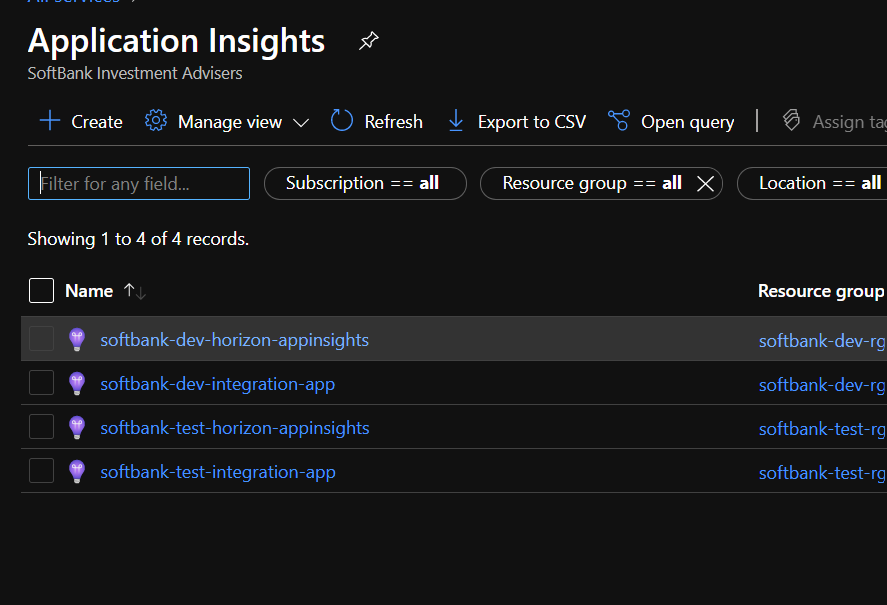 All services
Application Insights
SoftBank Investment Advisers
Create Manage view Refresh Export to CSV Open query Assign tag
Filter for any field... Subscription == all Resource group == all Location == all
Showing 1 to 4 of 4 records.
Name ↑↓ Resource group
softbank-dev-horizon-appinsights softbank-dev-rg
softbank-dev-integration-app softbank-dev-rg
softbank-test-horizon-appinsights softbank-test-rg
softbank-test-integration-app softbank-test-rg